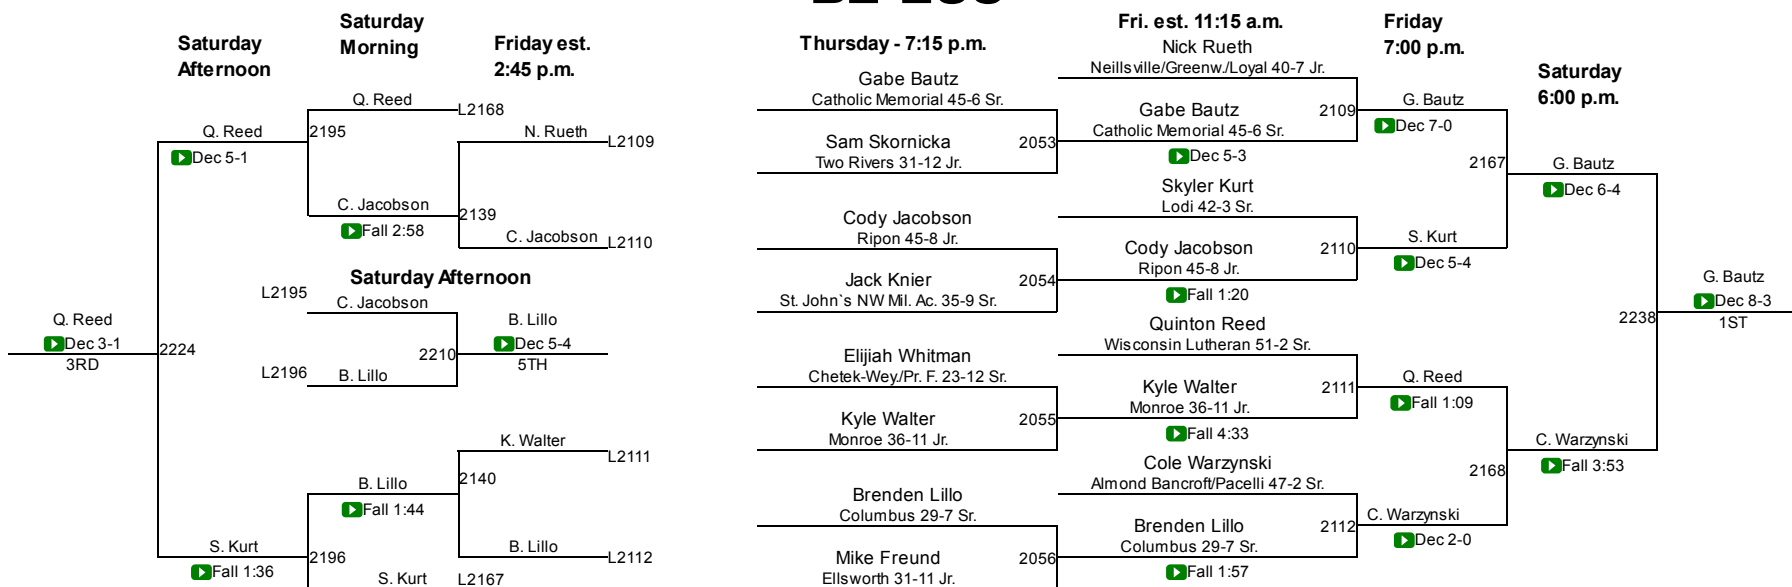 Saturday
Afternoon
Saturday
Morning
Friday est.
2:45 p.m.
Q. Reed
L2168
Q. Reed
2195
Dec 5-1
N. Rueth
L2109
C. Jacobson
2139
Fall 2:58
C. Jacobson
L2110
Saturday Afternoon
L2195
C. Jacobson
Q. Reed
Dec 3-1
3RD
2224
2210
B. Lillo
Dec 5-4
5TH
L2196
B. Lillo
K. Walter
L2111
B. Lillo
2140
Fall 1:44
B. Lillo
L2112
S. Kurt
2196
Fall 1:36
S. Kurt
L2167
Thursday - 7:15 p.m.
Gabe Bautz
Catholic Memorial 45-6 Sr.
Sam Skornicka
2053
Two Rivers 31-12 Jr.
Cody Jacobson
Ripon 45-8 Jr.
Jack Knier
2054
St. John`s NW Mil. Ac. 35-9 Sr.
Elijiah Whitman
Chetek-Wey./Pr. F. 23-12 Sr.
Kyle Walter
2055
Monroe 36-11 Jr.
Brenden Lillo
Columbus 29-7 Sr.
Mike Freund
2056
Ellsworth 31-11 Jr.
Fri. est. 11:15 a.m.
Nick Rueth
Neillsville/Greenw./Loyal 40-7 Jr.
Gabe Bautz
2109
Catholic Memorial 45-6 Sr.
Dec 5-3
Skyler Kurt
Lodi 42-3 Sr.
Cody Jacobson
2110
Ripon 45-8 Jr.
Fall 1:20
Quinton Reed
Wisconsin Lutheran 51-2 Sr.
Kyle Walter
2111
Monroe 36-11 Jr.
Fall 4:33
Cole Warzynski
Almond Bancroft/Pacelli 47-2 Sr.
Brenden Lillo
2112
Columbus 29-7 Sr.
Fall 1:57
Friday
7:00 p.m.
G. Bautz
Dec 7-0
2167
S. Kurt
Dec 5-4
Q. Reed
Fall 1:09
2168
C. Warzynski
Dec 2-0
Saturday
6:00 p.m.
G. Bautz
Dec 6-4
2238
C. Warzynski
Fall 3:53
G. Bautz
Dec 8-3
1ST